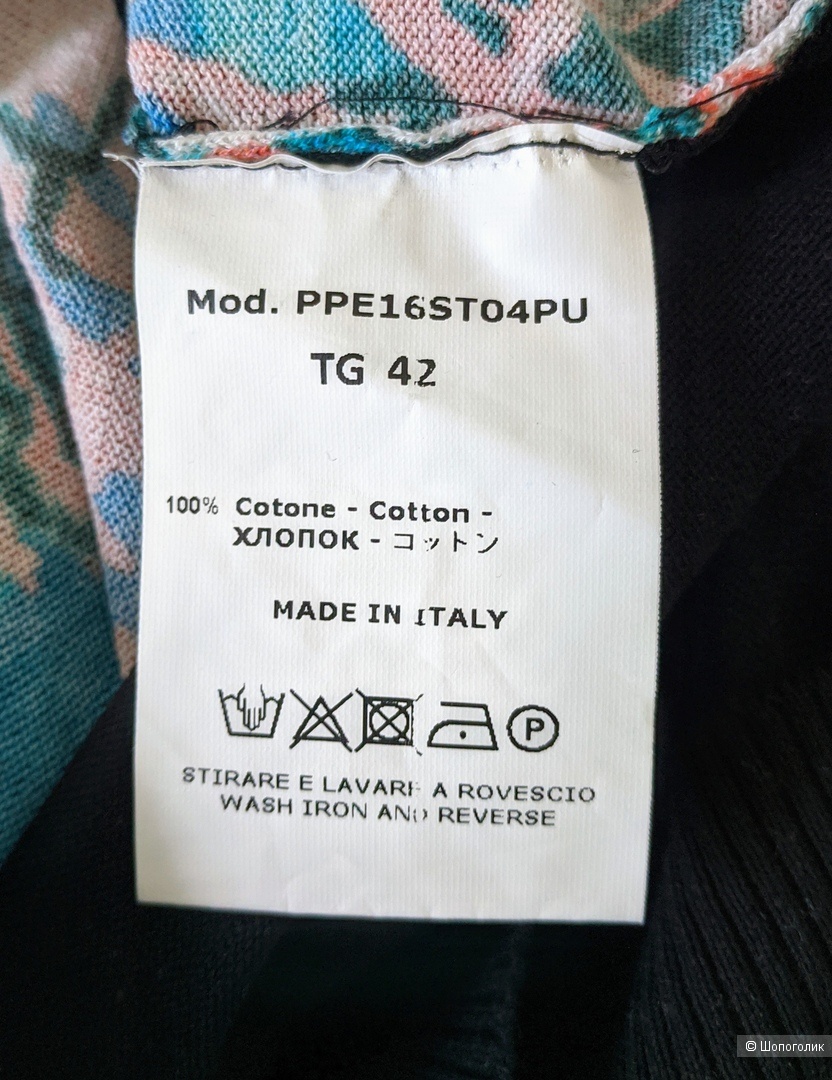 Mod. PPE16ST04PU
TG 42
100% Cotone - Cotton -
ХЛОПОК - コットン
MADE IN ITALY
P
STIRARE E LAVARE A ROVESCIO
WASH IRON AND REVERSE
© Шопоголик